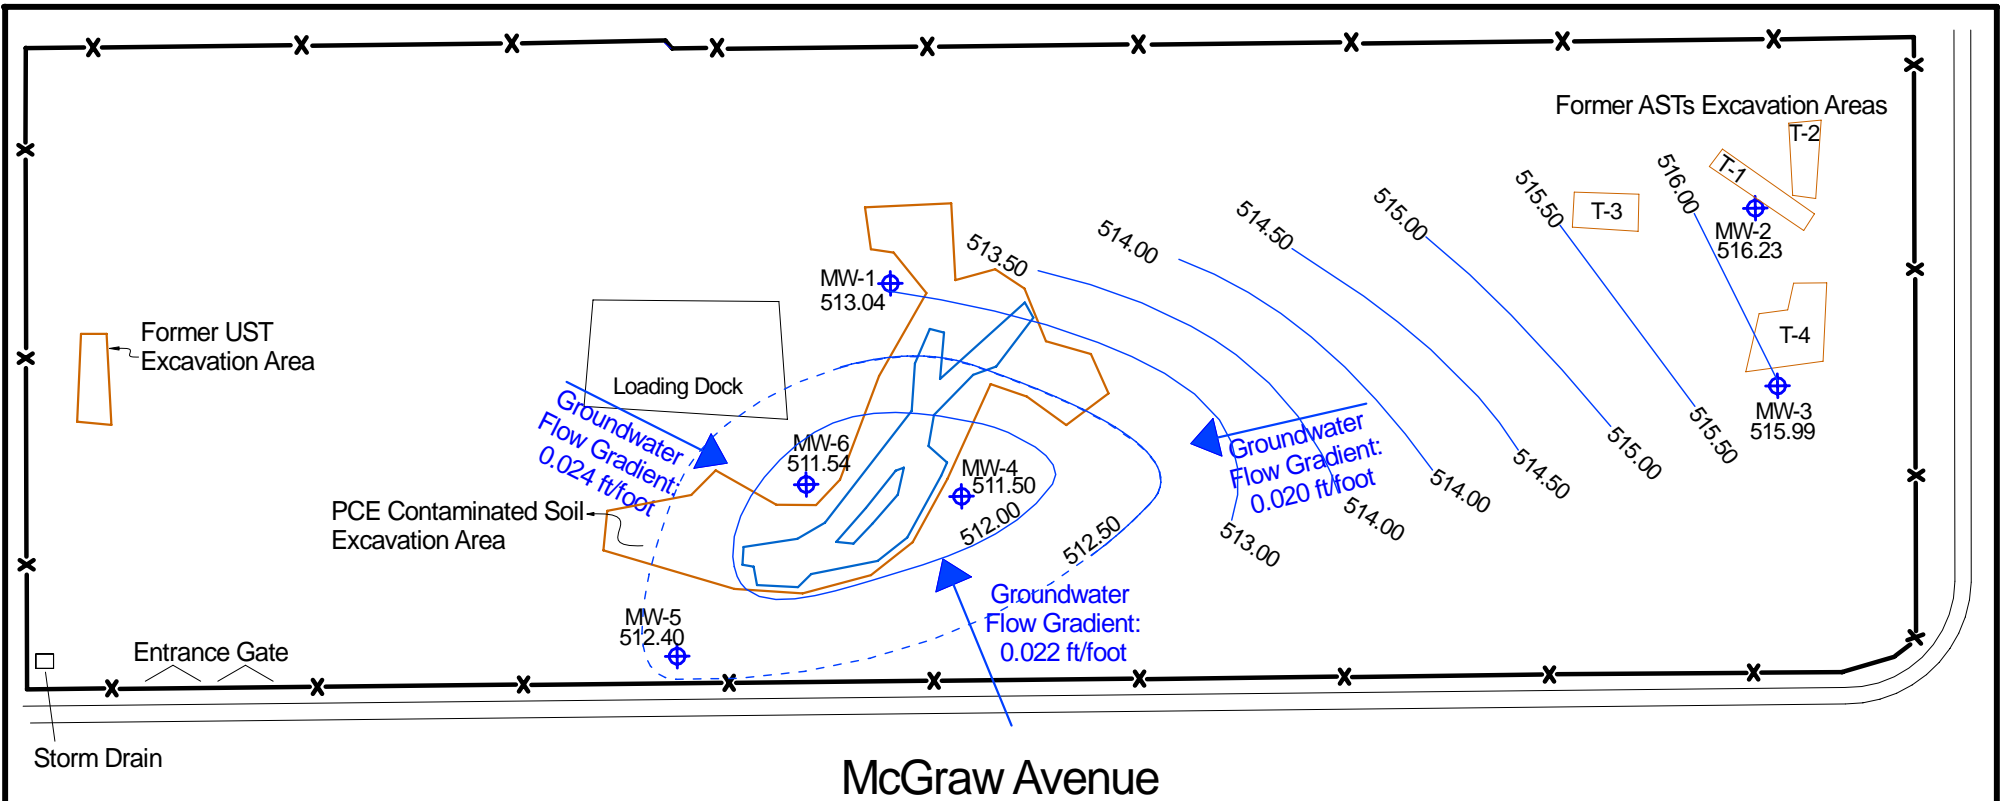 Former ASTs Excavation Areas
T-2
T-1
T-3
MW-2
516.23
T-4
MW-3
515.99
516.00
515.50
515.00
514.50
514.00
513.50
MW-1
513.04
Former UST
Excavation Area
Loading Dock
Groundwater
Flow Gradient:
0.024 ft/foot
MW-6
511.54
MW-4
511.50
512.00
512.50
Groundwater
Flow Gradient:
0.020 ft/foot
513.00
514.00
514.00
514.50
515.00
515.50
PCE Contaminated Soil
Excavation Area
Groundwater
Flow Gradient:
0.022 ft/foot
MW-5
512.40
Entrance Gate
Storm Drain
McGraw Avenue